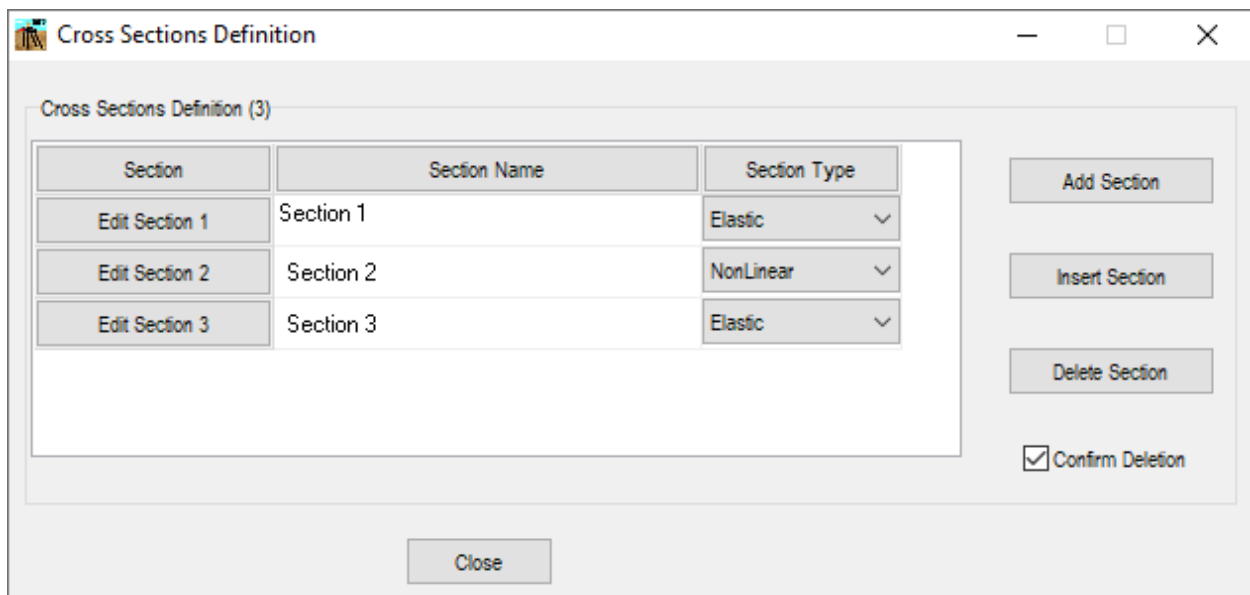 Cross Sections Definition
Cross Sections Definition (3)
Section Section Name Section Type
Edit Section 1 Section 1 Elastic
Edit Section 2 Section 2 NonLinear
Edit Section 3 Section 3 Elastic
Add Section
Insert Section
Delete Section
Confirm Deletion
Close